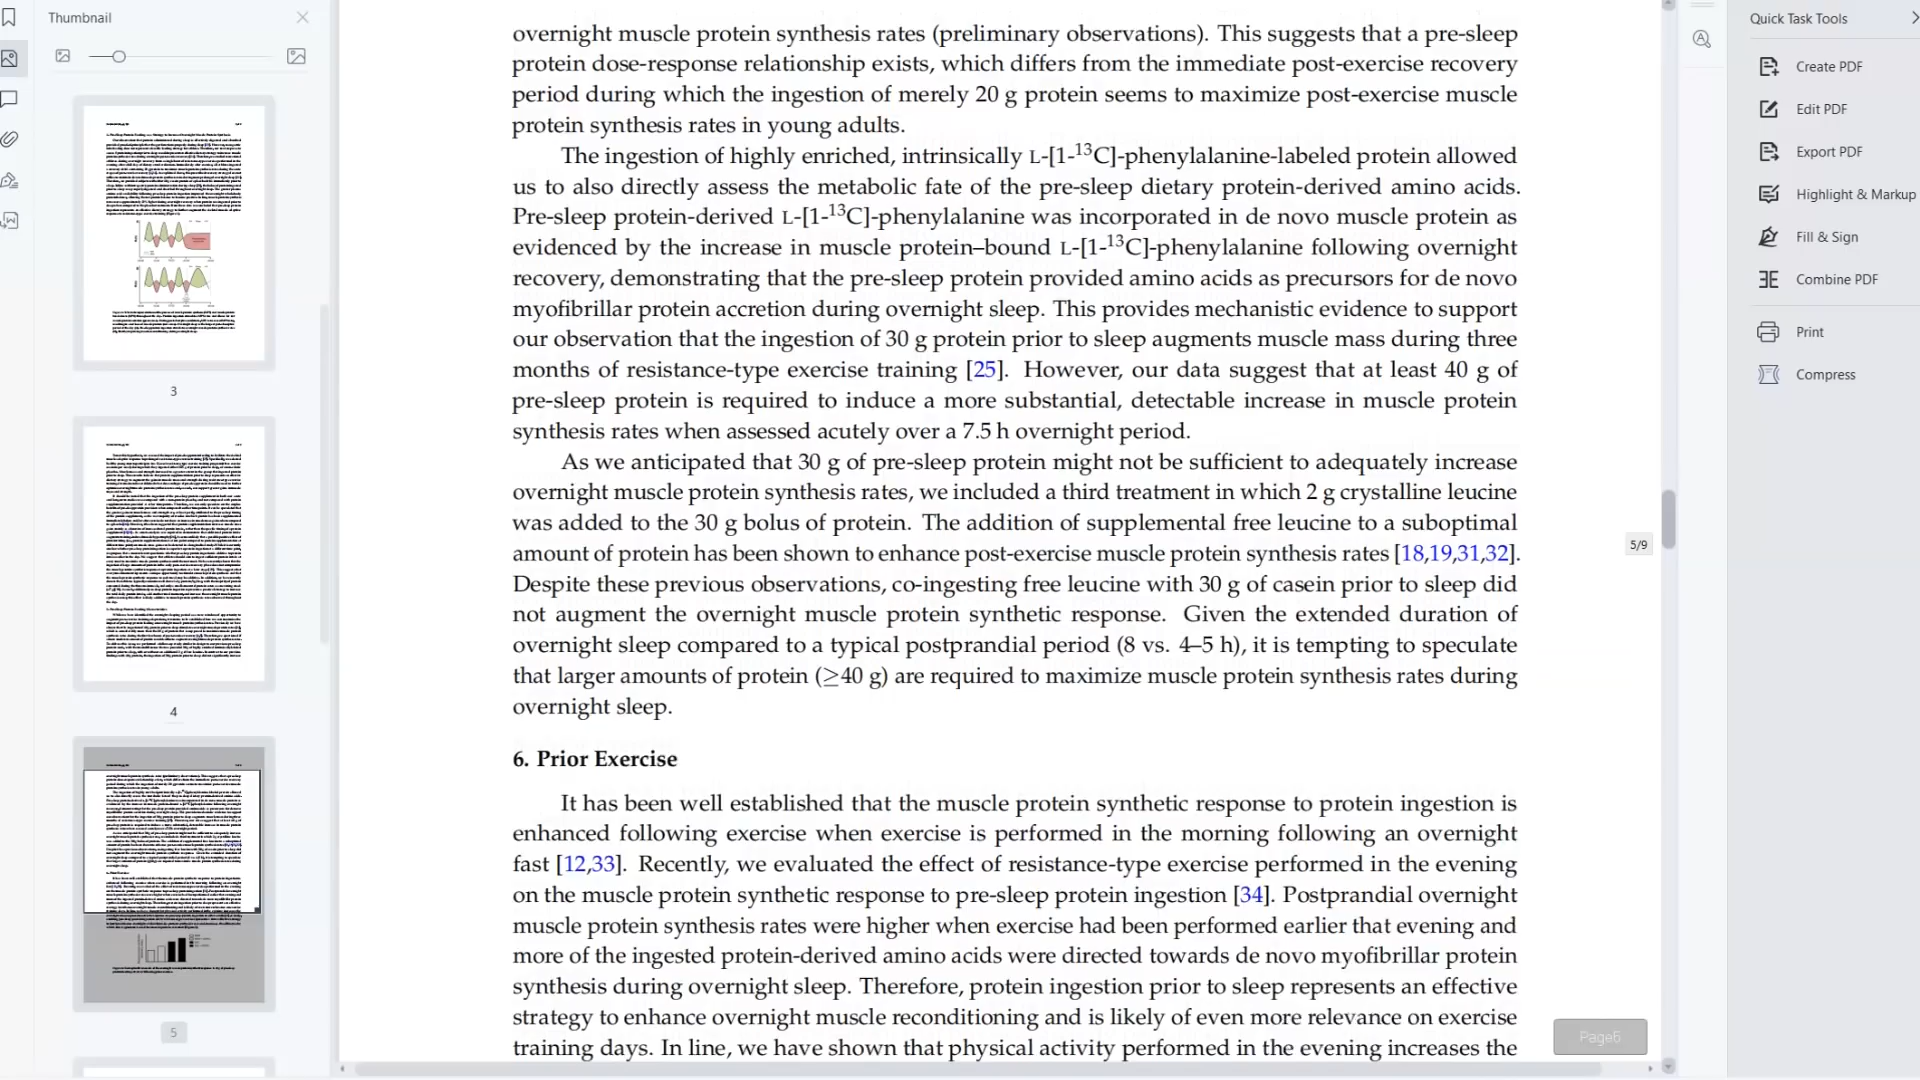 Thumbnail
3
4
5
overnight muscle protein synthesis rates (preliminary observations). This suggests that a pre-sleep
protein dose-response relationship exists, which differs from the immediate post-exercise recovery
period during which the ingestion of merely 20 g protein seems to maximize post-exercise muscle
protein synthesis rates in young adults.
The ingestion of highly enriched, intrinsically L-[1-13C]-phenylalanine-labeled protein allowed
us to also directly assess the metabolic fate of the pre-sleep dietary protein-derived amino acids.
Pre-sleep protein-derived L-[1-13C]-phenylalanine was incorporated in de novo muscle protein as
evidenced by the increase in muscle protein–bound L-[1-13C]-phenylalanine following overnight
recovery, demonstrating that the pre-sleep protein provided amino acids as precursors for de novo
myofibrillar protein accretion during overnight sleep. This provides mechanistic evidence to support
our observation that the ingestion of 30 g protein prior to sleep augments muscle mass during three
months of resistance-type exercise training [25]. However, our data suggest that at least 40 g of
pre-sleep protein is required to induce a more substantial, detectable increase in muscle protein
synthesis rates when assessed acutely over a 7.5 h overnight period.
As we anticipated that 30 g of pre-sleep protein might not be sufficient to adequately increase
overnight muscle protein synthesis rates, we included a third treatment in which 2 g crystalline leucine
was added to the 30 g bolus of protein. The addition of supplemental free leucine to a suboptimal
amount of protein has been shown to enhance post-exercise muscle protein synthesis rates [18,19,31,32].
Despite these previous observations, co-ingesting free leucine with 30 g of casein prior to sleep did
not augment the overnight muscle protein synthetic response. Given the extended duration of
overnight sleep compared to a typical postprandial period (8 vs. 4–5 h), it is tempting to speculate
that larger amounts of protein (≥40 g) are required to maximize muscle protein synthesis rates during
overnight sleep.
6. Prior Exercise
It has been well established that the muscle protein synthetic response to protein ingestion is
enhanced following exercise when exercise is performed in the morning following an overnight
fast [12,33]. Recently, we evaluated the effect of resistance-type exercise performed in the evening
on the muscle protein synthetic response to pre-sleep protein ingestion [34]. Postprandial overnight
muscle protein synthesis rates were higher when exercise had been performed earlier that evening and
more of the ingested protein-derived amino acids were directed towards de novo myofibrillar protein
synthesis during overnight sleep. Therefore, protein ingestion prior to sleep represents an effective
strategy to enhance overnight muscle reconditioning and is likely of even more relevance on exercise
training days. In line, we have shown that physical activity performed in the evening increases the
5/9
Page5
Quick Task Tools
Create PDF
Edit PDF
Export PDF
Highlight & Markup
Fill & Sign
Combine PDF
Print
Compress